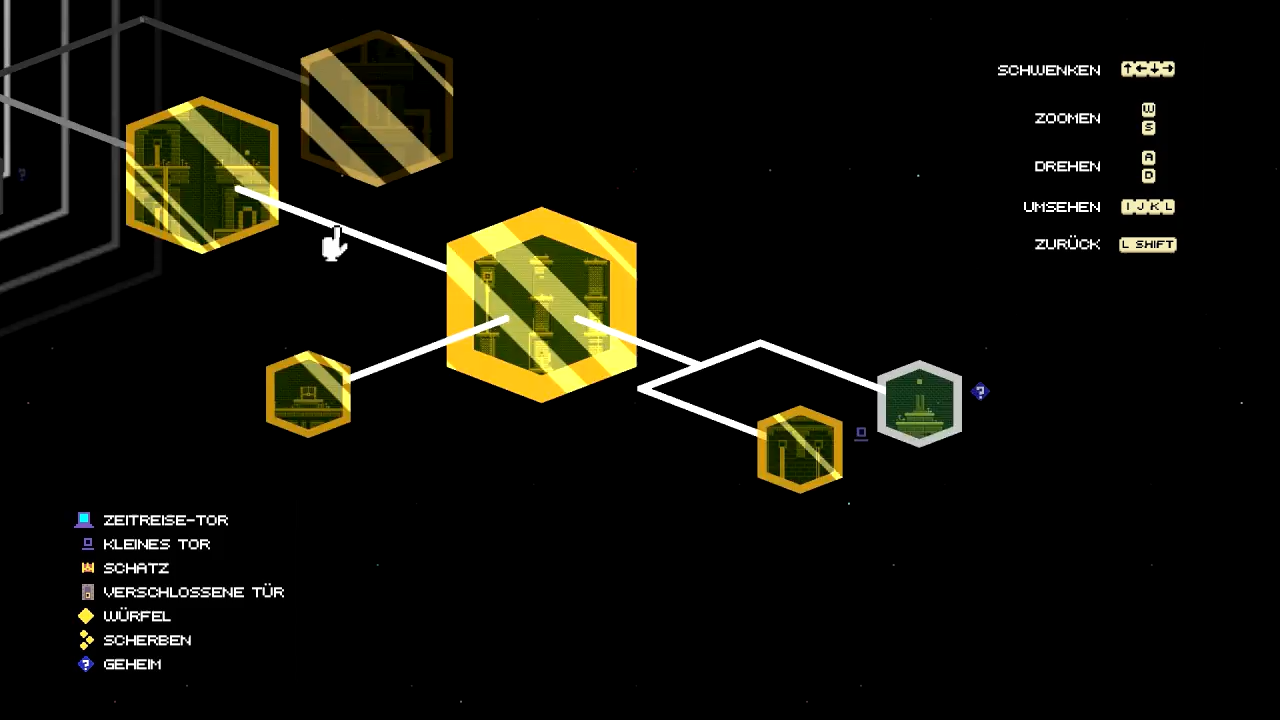 SCHWENKEN ↑←↓→
ZOOMEN W S
DREHEN A D
UMSEHEN I J K L
ZURÜCK L SHIFT
ZEITREISE-TOR
KLEINES TOR
SCHATZ
VERSCHLOSSENE TÜR
WÜRFEL
SCHERBEN
? GEHEIM